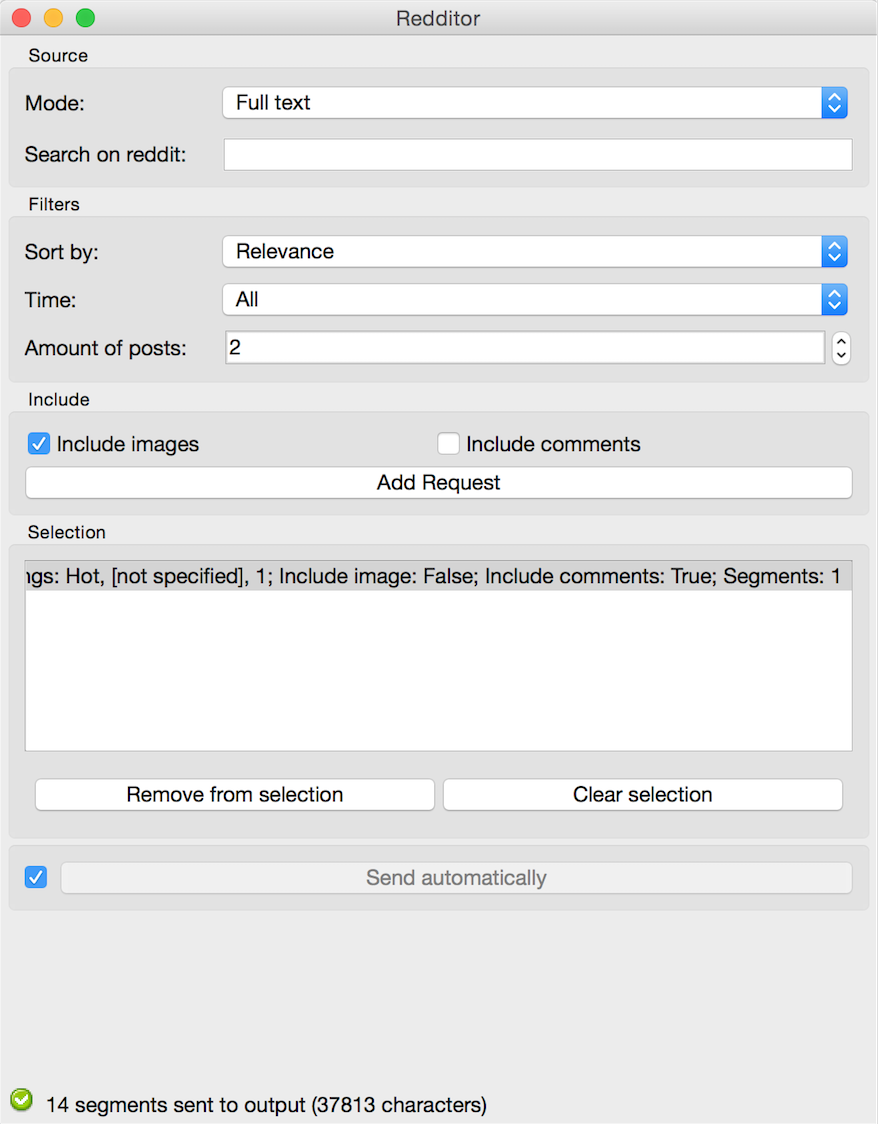 Redditor
Source
Mode: Full text
Search on reddit:
Filters
Sort by: Relevance
Time: All
Amount of posts: 2
Include
Include images Include comments
Add Request
Selection
: Hot, [not specified], 1; Include image: False; Include comments: True; Segments: 1
Remove from selection Clear selection
Send automatically
14 segments sent to output (37813 characters)